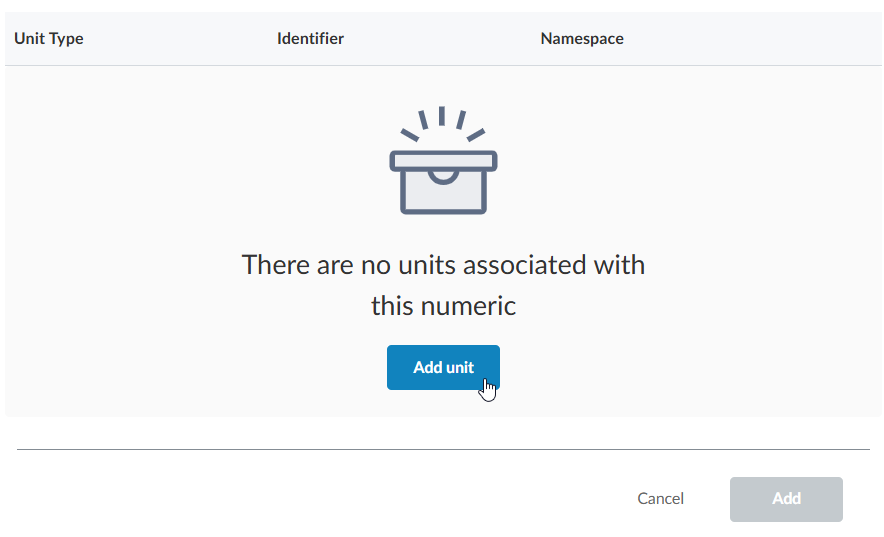 Unit Type Identifier Namespace
There are no units associated with
this numeric
Add unit
Cancel Add